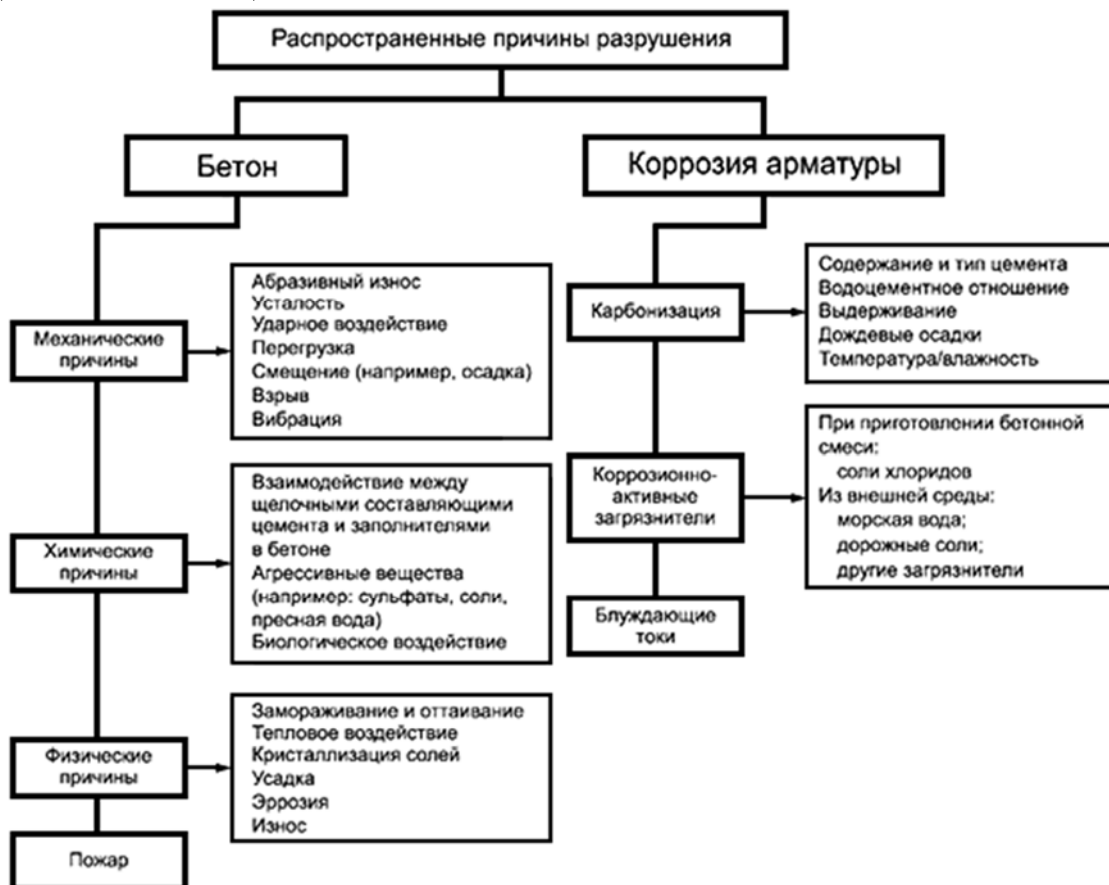 Распространенные причины разрушения
Бетон
Коррозия арматуры
Механические
причины
Абразивный износ
Усталость
Ударное воздействие
Перегрузка
Смещение (например, осадка)
Взрыв
Вибрация
Химические
причины
Взаимодействие между
щелочными составляющими
цемента и заполнителями
в бетоне
Агрессивные вещества
(например: сульфаты, соли,
пресная вода)
Биологическое воздействие
Физические
причины
Замораживание и оттаивание
Тепловое воздействие
Кристаллизация солей
Усадка
Эррозия
Износ
Пожар
Карбонизация
Содержание и тип цемента
Водоцементное отношение
Выдерживание
Дождевые осадки
Температура/влажность
Коррозионно-
активные
загрязнители
При приготовлении бетонной
смеси:
соли хлоридов
Из внешней среды:
морская вода;
дорожные соли;
другие загрязнители
Блуждающие
токи